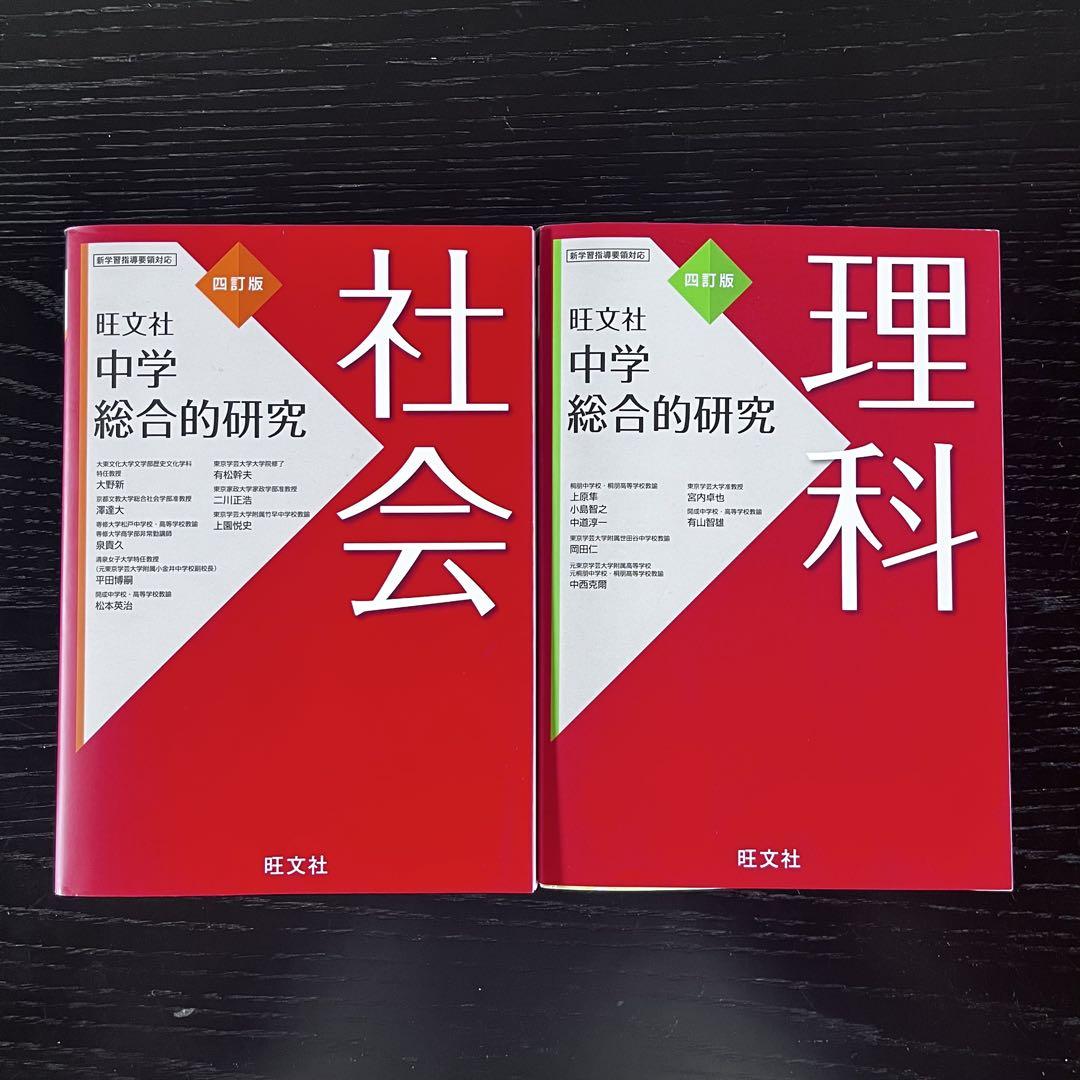 新学習指導要領対応
四訂版
旺文社
中学
総合的研究
社会
大東文化大学文学部歴史文化学科
特任教授
大野新
京都文教大学総合社会学部准教授
澤達大
専修大学松戸中学校・高等学校教諭
専修大学商学部非常勤講師
泉貴久
清泉女子大学特任教授
(元東京学芸大学附属小金井中学校副校長)
平田博嗣
開成中学校・高等学校教諭
松本英治
東京学芸大学大学院修了
有松幹夫
東京家政大学家政学部准教授
二川正浩
東京学芸大学附属竹早中学校教諭
上園悦史
旺文社
新学習指導要領対応
四訂版
旺文社
中学
総合的研究
理科
桐朋中学校・桐朋高等学校教諭
上原隼
小島智之
中道淳一
東京学芸大学附属世田谷中学校教諭
岡田仁
元東京学芸大学附属高等学校
元桐朋中学校・桐朋高等学校教諭
中西克爾
東京学芸大学准教授
宮内卓也
開成中学校・高等学校教諭
有山智雄
旺文社